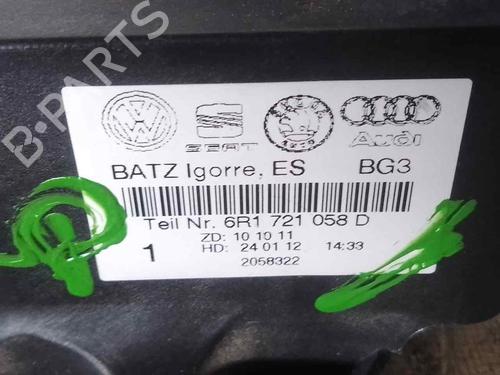 B-PARTS
SEAT
Audi
BATZ Igorre, ES BG3
Teil Nr. 6R1 721 058 D
ZD: 10 10 11
1 HD: 24 01 12 14:33
2058322